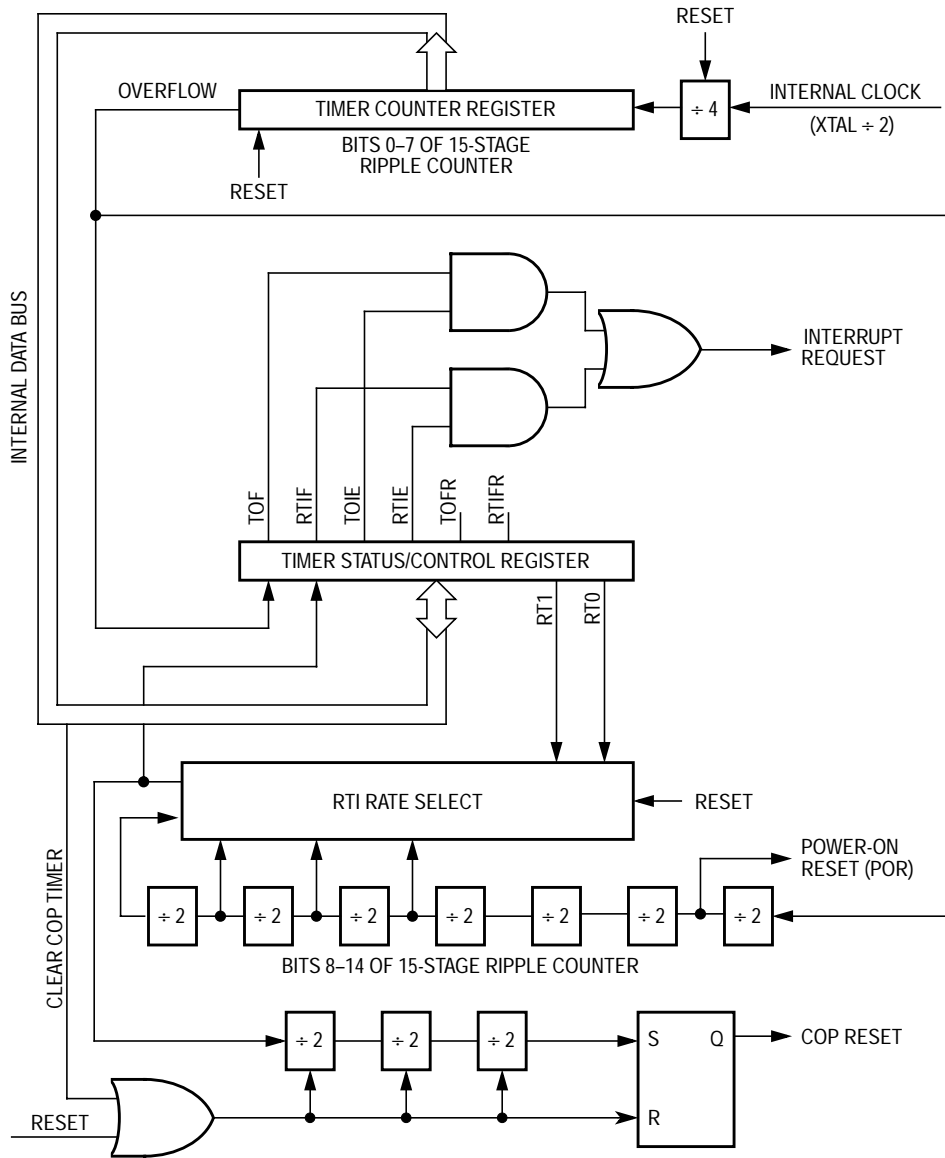 RESET
OVERFLOW
TIMER COUNTER REGISTER
÷ 4
INTERNAL CLOCK
(XTAL ÷ 2)
BITS 0–7 OF 15-STAGE
RIPPLE COUNTER
RESET
INTERNAL DATA BUS
INTERRUPT
REQUEST
TOF
RTIF
TOIE
RTIE
TOFR
RTIFR
TIMER STATUS/CONTROL REGISTER
RT1
RT0
RTI RATE SELECT
RESET
POWER-ON
RESET (POR)
CLEAR COP TIMER
÷ 2
÷ 2
÷ 2
÷ 2
÷ 2
÷ 2
÷ 2
BITS 8–14 OF 15-STAGE RIPPLE COUNTER
÷ 2
÷ 2
÷ 2
S
Q
COP RESET
RESET
R